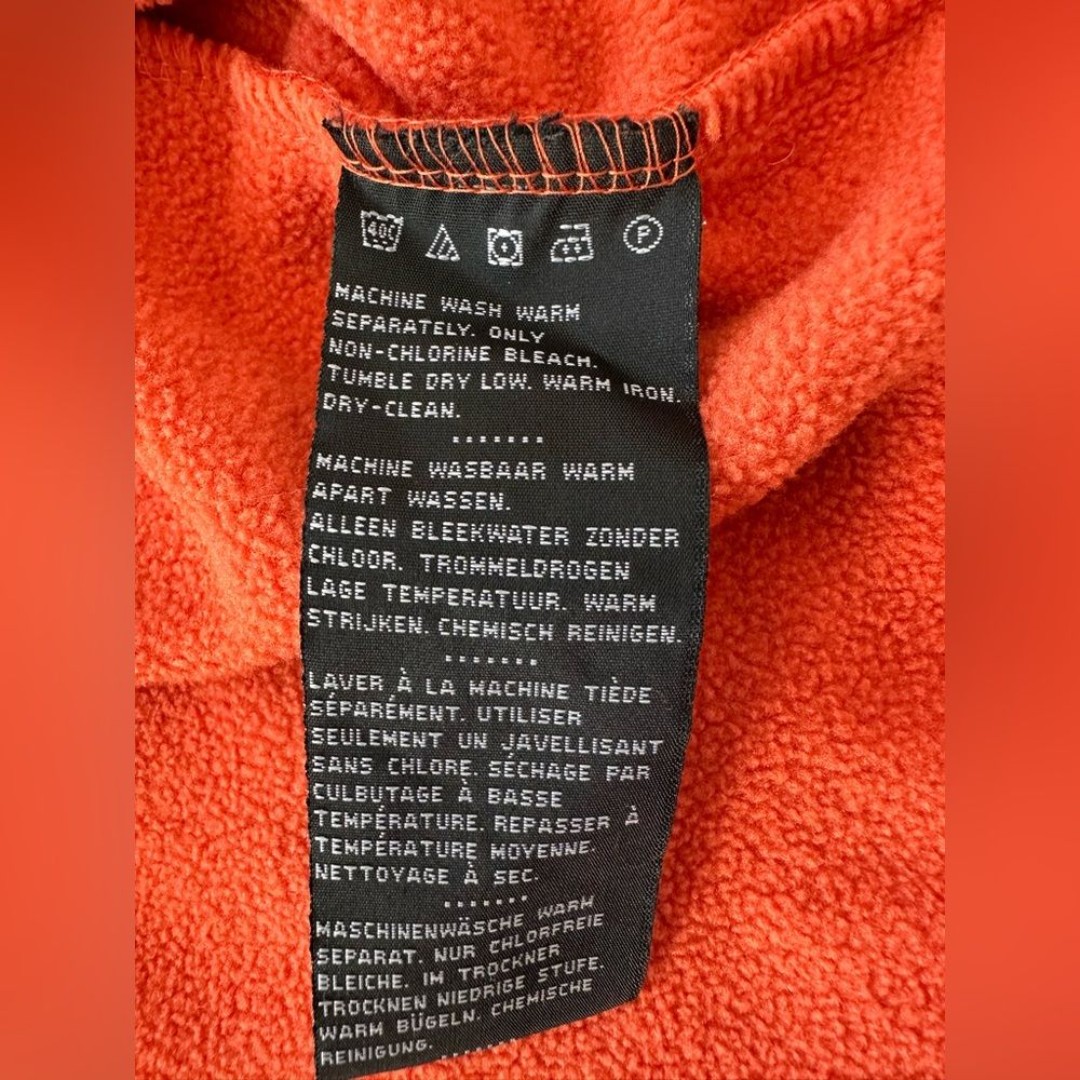 40C P
MACHINE WASH WARM
SEPARATELY. ONLY
NON-CHLORINE BLEACH.
TUMBLE DRY LOW. WARM IRON.
DRY-CLEAN.
MACHINE WASBAAR WARM
APART WASSEN.
ALLEEN BLEEKWATER ZONDER
CHLOOR. TROMMELDROGEN
LAGE TEMPERATUUR. WARM
STRIJKEN. CHEMISCH REINIGEN.
LAVER À LA MACHINE TIÈDE
SÉPARÉMENT. UTILISER
SEULEMENT UN JAVELLISANT
SANS CHLORE. SÉCHAGE PAR
CULBUTAGE À BASSE
TEMPÉRATURE. REPASSER À
TEMPÉRATURE MOYENNE.
NETTOYAGE À SEC.
MASCHINENWÄSCHE WARM
SEPARAT. NUR CHLORFREIE
BLEICHE. IM TROCKNER
TROCKNEN NIEDRIGE STUFE.
WARM BÜGELN. CHEMISCHE
REINIGUNG.